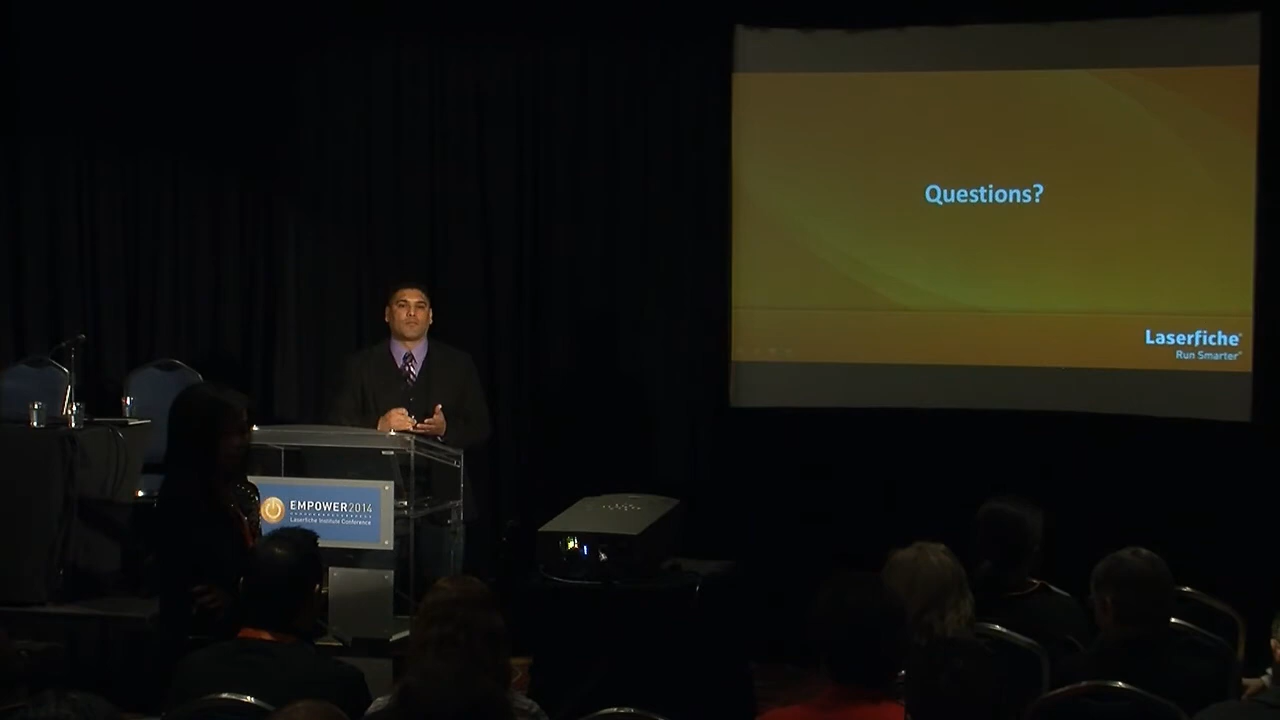 Questions?
Laserfiche®
Run Smarter®
EMPOWER2014
Laserfiche Institute Conference